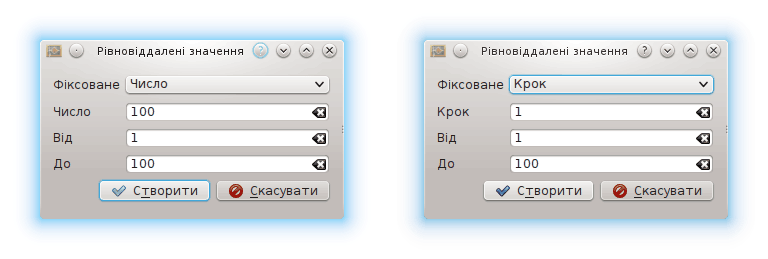 Рівновіддалені значення
Фіксоване Число
Число 100
Від 1
До 100
Створити Скасувати
Рівновіддалені значення
Фіксоване Крок
Крок 1
Від 1
До 100
Створити Скасувати